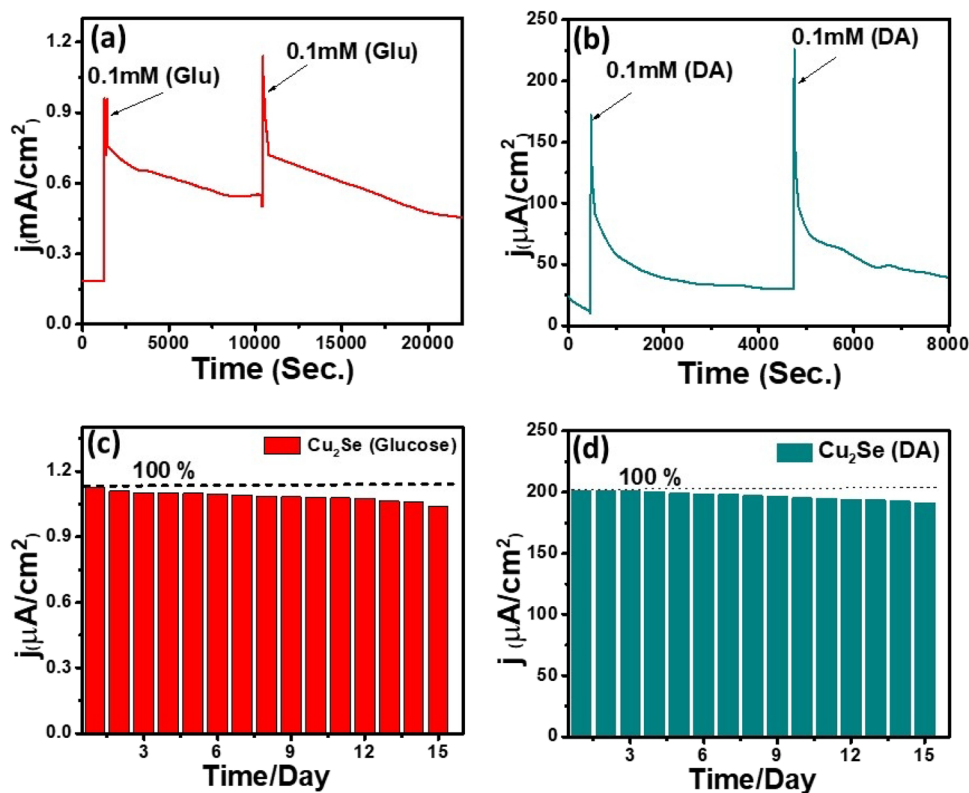 (a)
0.1mM (Glu)
0.1mM (Glu)
j(mA/cm²)
1.2
0.9
0.6
0.3
0.0
0
5000
10000
15000
20000
Time (Sec.)
(b)
0.1mM (DA)
0.1mM (DA)
j(μA/cm²)
250
200
150
100
50
0
0
2000
4000
6000
8000
Time (Sec.)
(c)
Cu₂Se (Glucose)
100 %
j(μA/cm²)
1.2
0.9
0.6
0.3
0.0
3
6
9
12
15
Time/Day
(d)
Cu₂Se (DA)
100 %
j (μA/cm²)
250
200
150
100
50
0
3
6
9
12
15
Time/Day